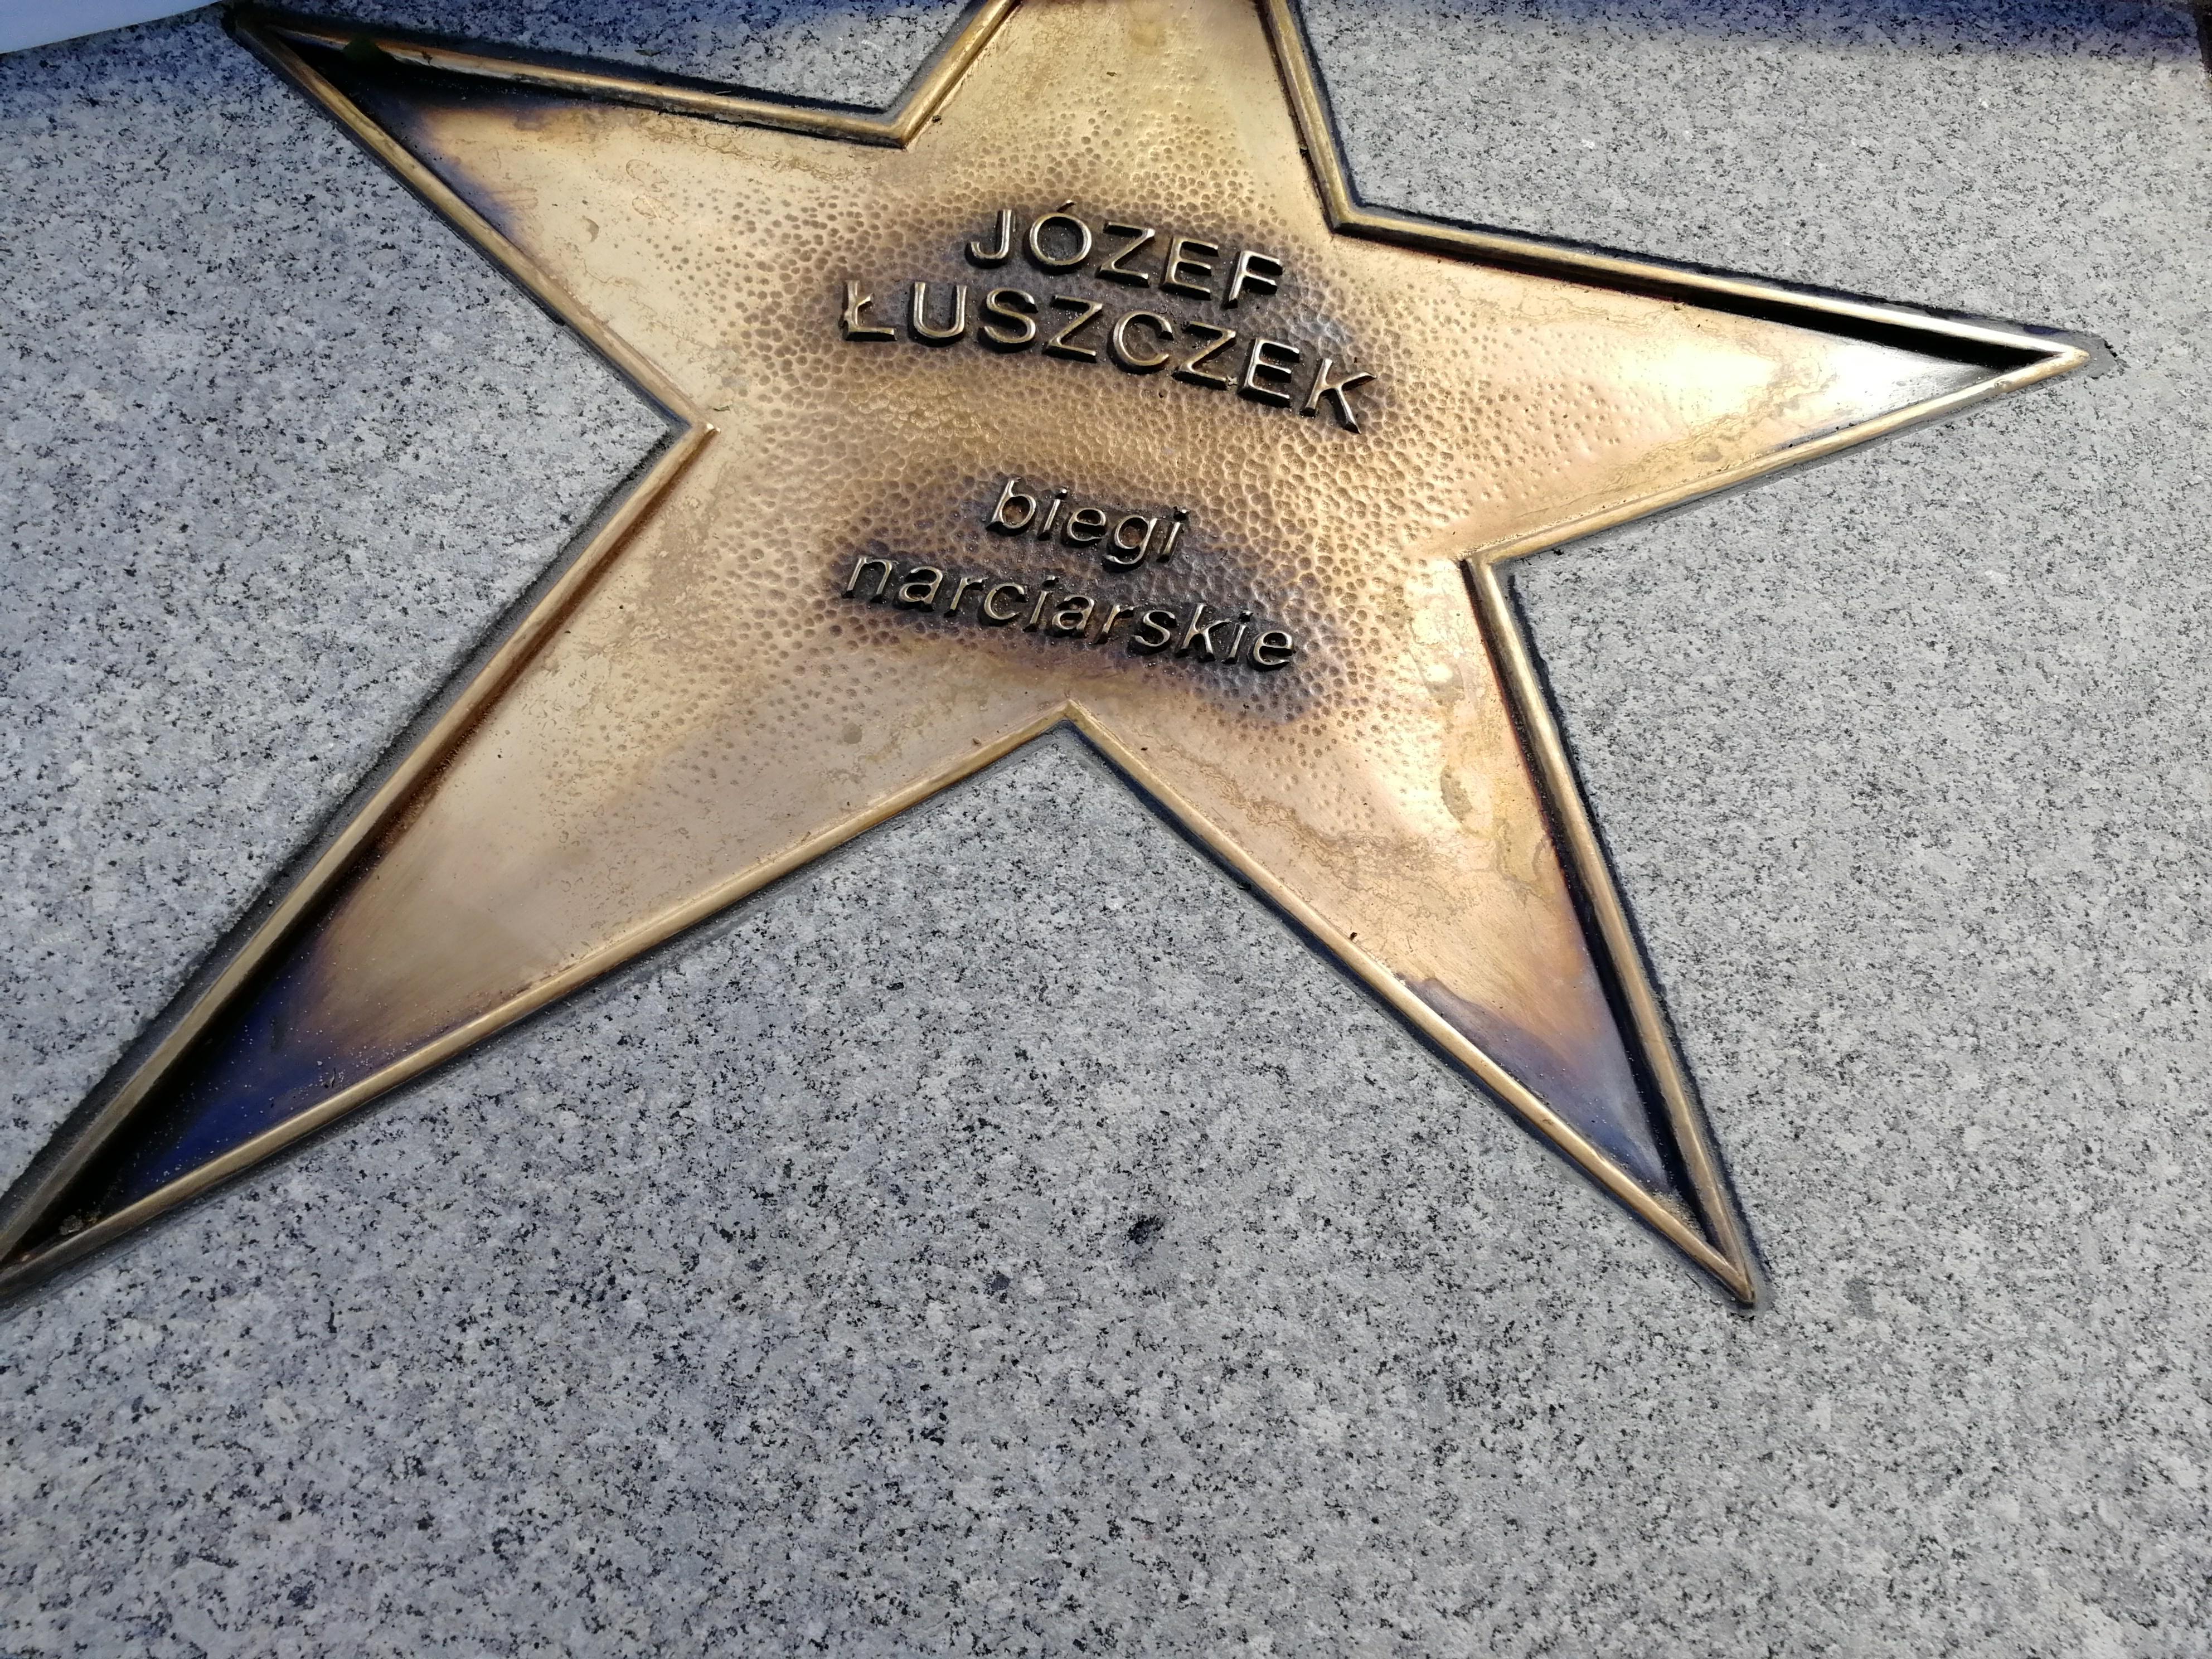 JÓZEF
ŁUSZCZEK
biegi
narciarskie